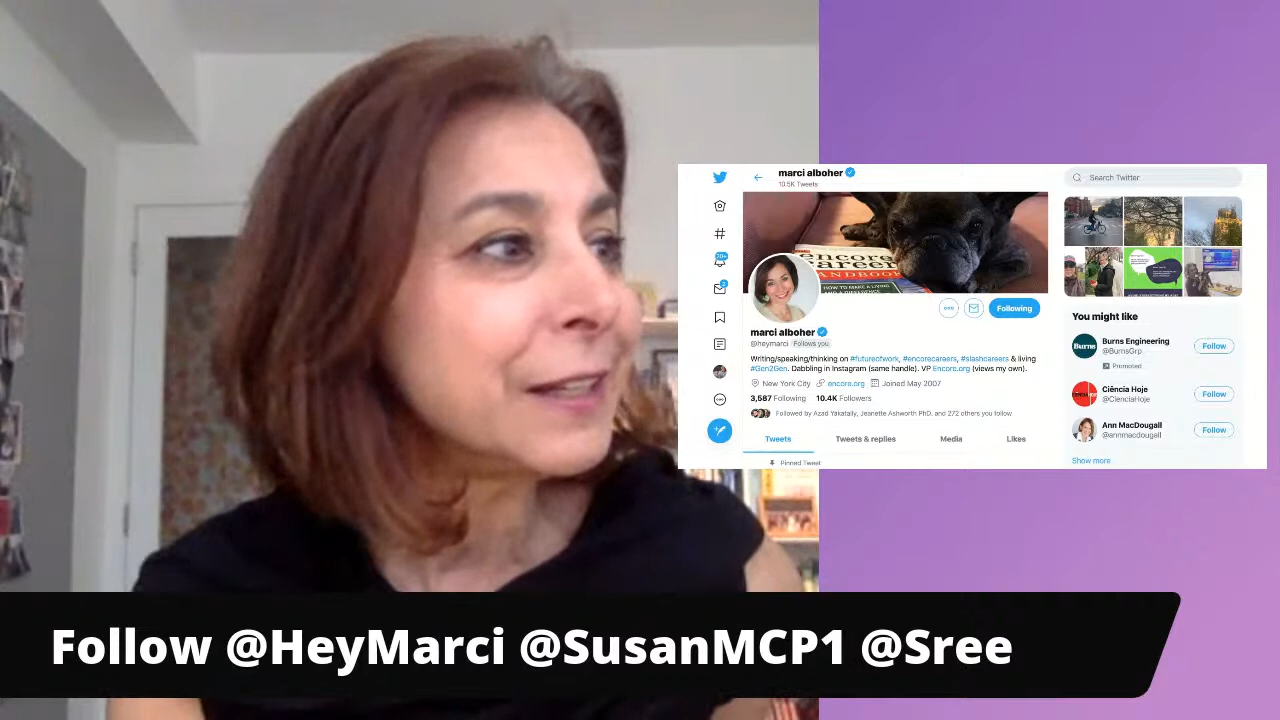 marci alboher
10.5K Tweets
Search Twitter
encore
career
HANDBOOK
HOW TO MAKE A LIVING
AND A DIFFERENCE
20+
2
Following
marci alboher
@heymarci Follows you
Writing/speaking/thinking on #futureofwork, #encorecareers, #slashcareers & living
#Gen2Gen. Dabbling in Instagram (same handle). VP Encore.org (views my own).
New York City encore.org Joined May 2007
3,587 Following 10.4K Followers
Followed by Azad Yakatally, Jeanette Ashworth PhD, and 272 others you follow
Tweets Tweets & replies Media Likes
Pinned Tweet
You might like
Burns
Burns Engineering
@BurnsGrp
Promoted
Follow
Ciência Hoje
@CienciaHoje
Follow
Ann MacDougall
@annmacdougall
Follow
Show more
Follow @HeyMarci @SusanMCP1 @Sree